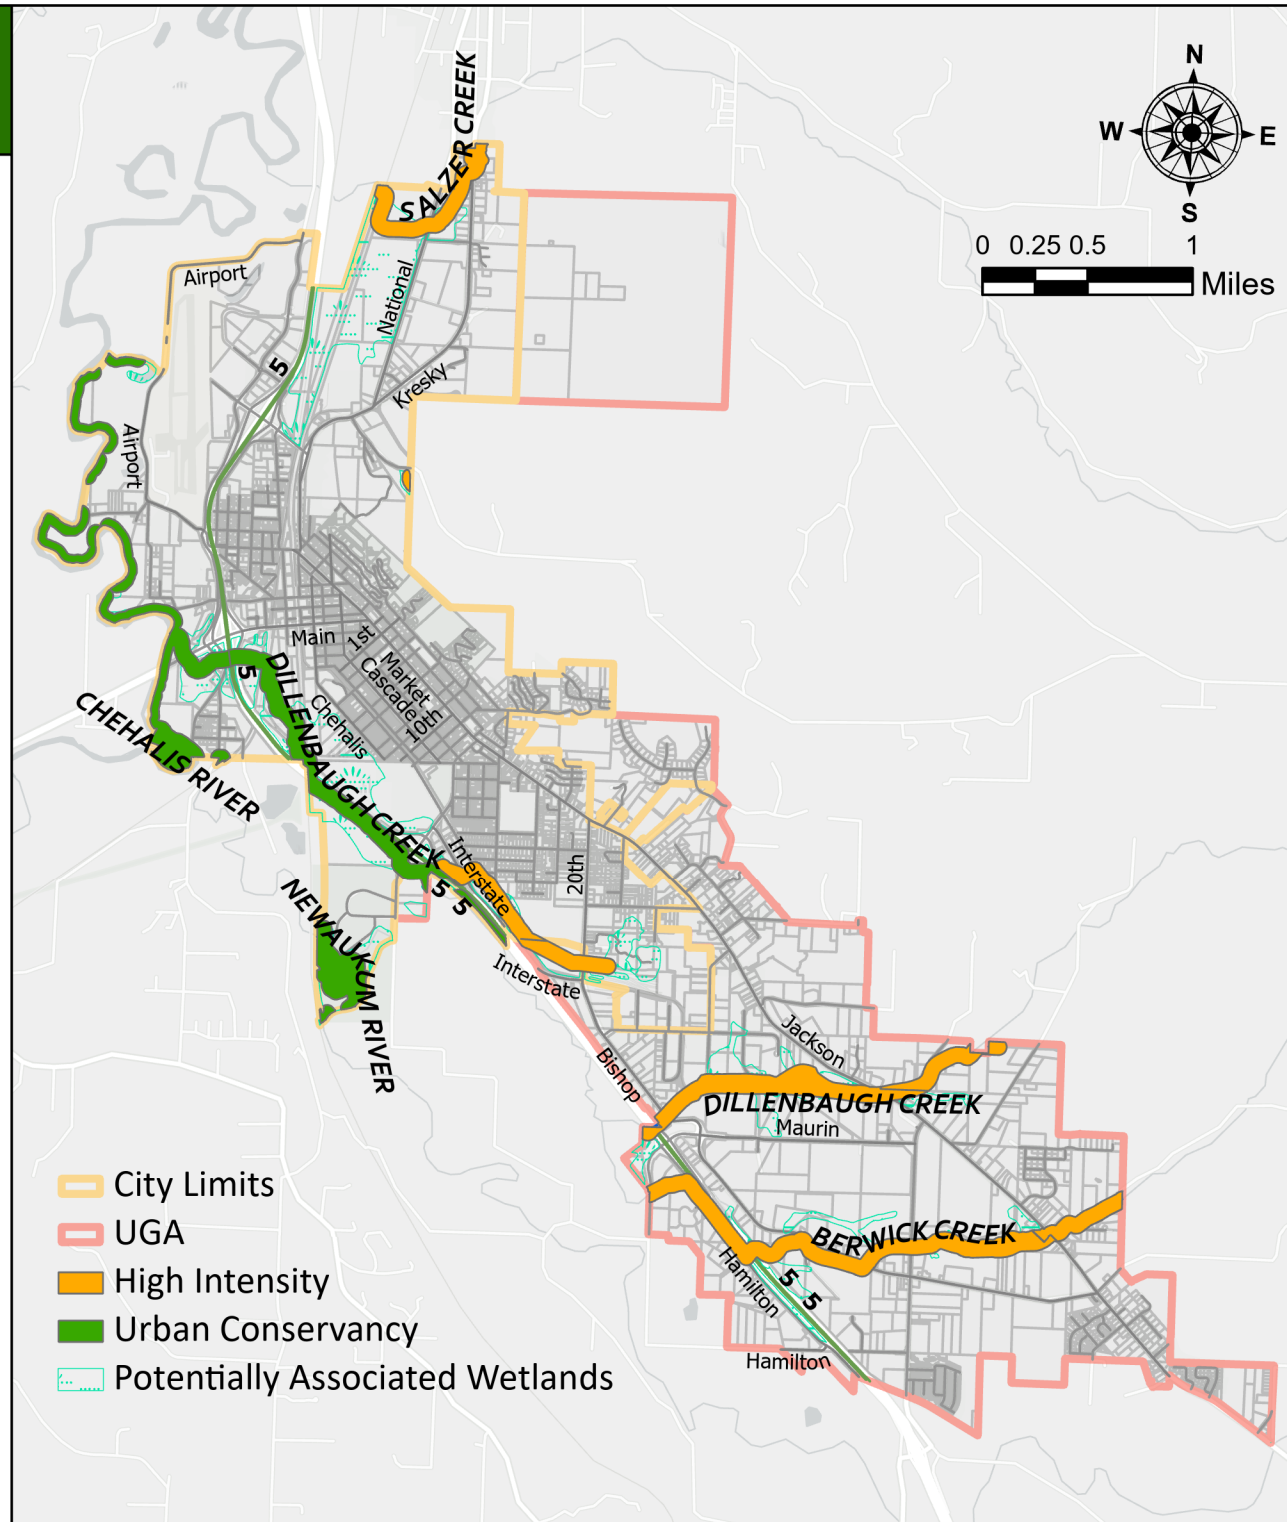 N
W
E
S
0 0.25 0.5 1
Miles
SALZER CREEK
Airport
National
5
Kresky
Airport
Main
1st
Market
Cascade
10th
Chehalis
5
DILLENBAUGH CREEK
CHEHALIS RIVER
Interstate
20th
5
5
NEWAUKUM RIVER
Interstate
Jackson
Bishop
DILLENBAUGH CREEK
Maurin
BERWICK CREEK
Hamilton
5
5
Hamilton
City Limits
UGA
High Intensity
Urban Conservancy
Potentially Associated Wetlands